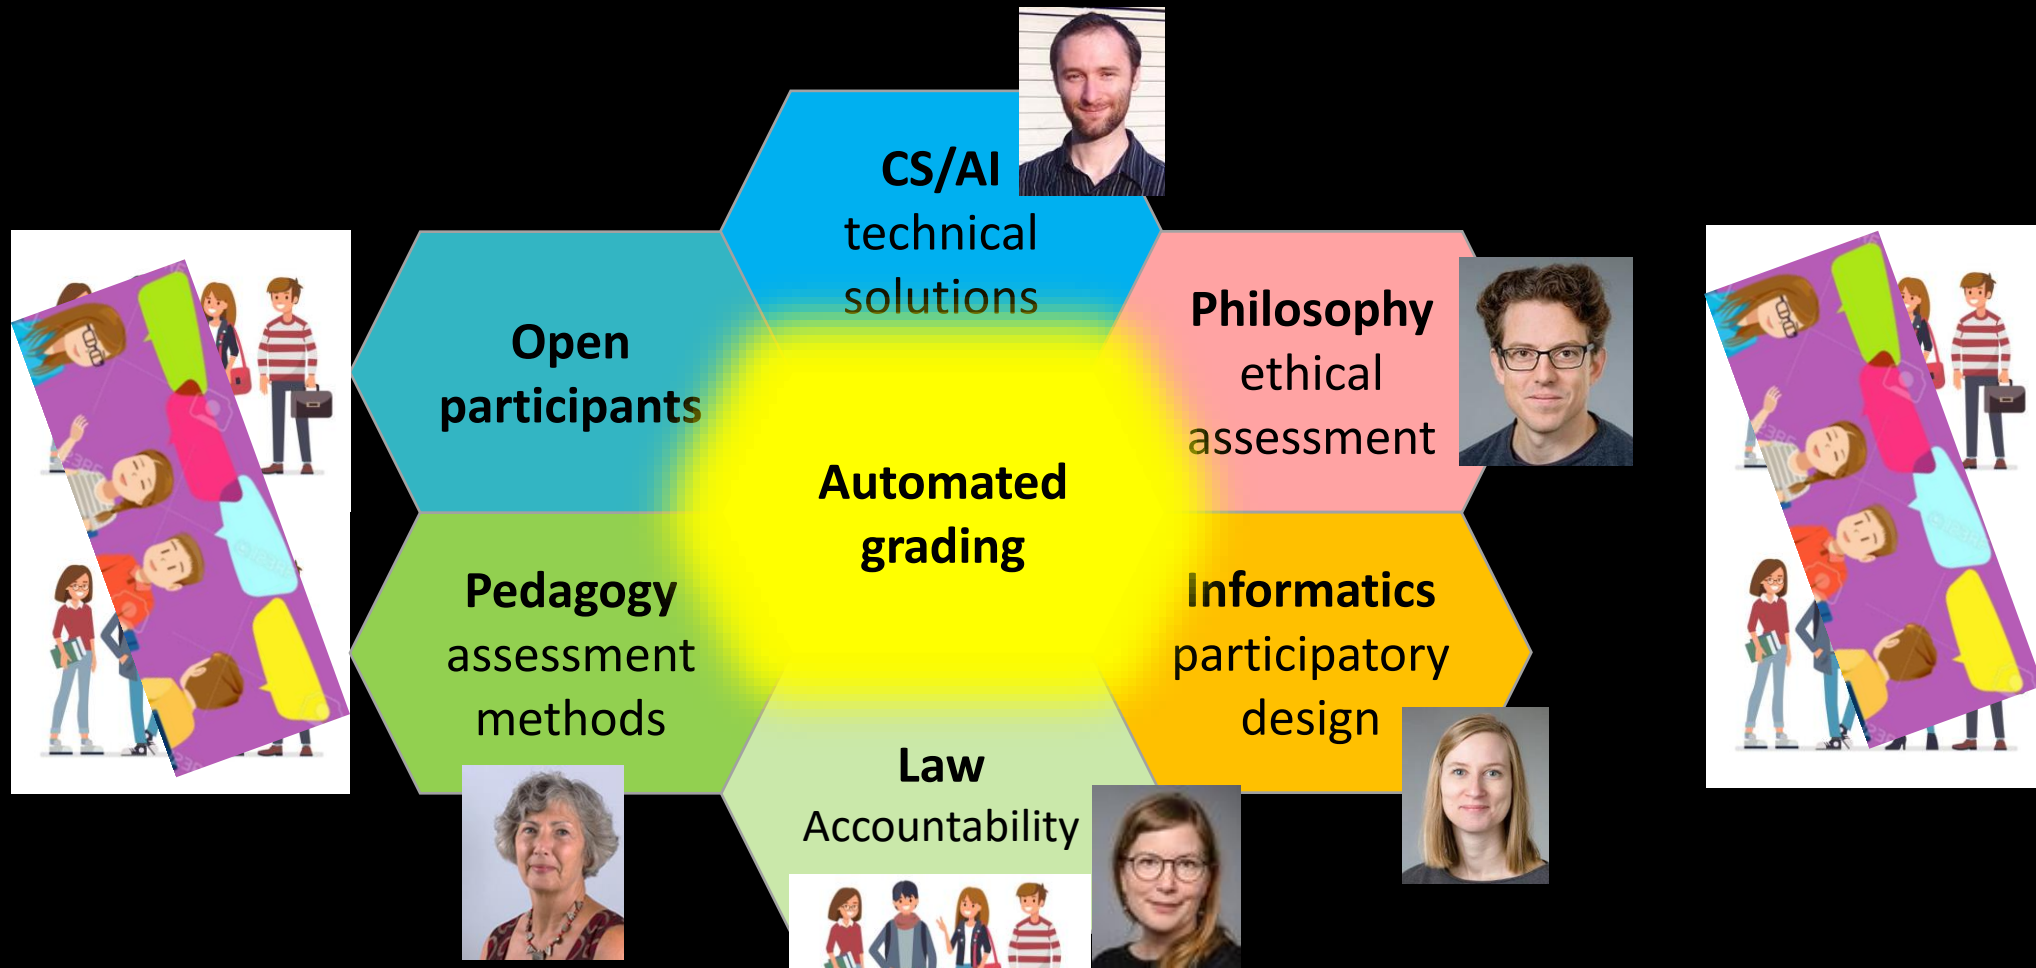 CS/AI
technical
solutions
Open
participants
Philosophy
ethical
assessment
Automated
grading
Pedagogy
assessment
methods
Informatics
participatory
design
Law
Accountability